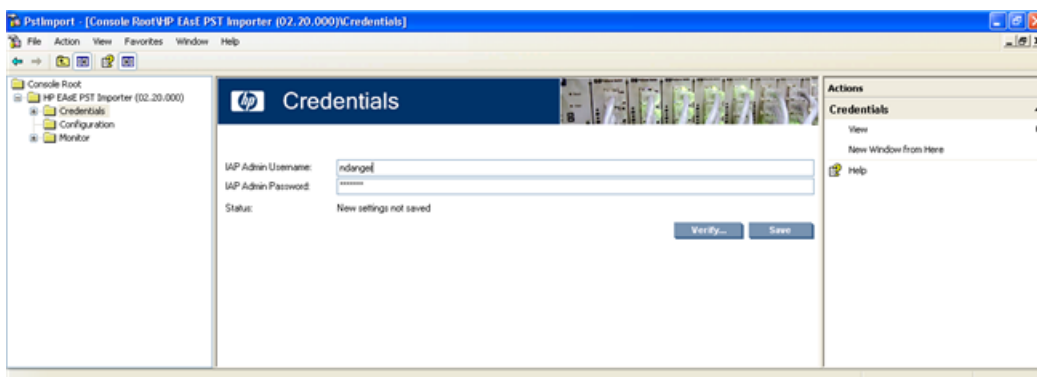 PstImport - [Console Root\HP EAsE PST Importer (02.20.000)\Credentials]
File Action View Favorites Window Help
Console Root
HP EAsE PST Importer (02.20.000)
Credentials
Configuration
Monitor
hp
Credentials
IAP Admin Username:
ndangel
IAP Admin Password:
*******
Status:
New settings not saved
Verify...
Save
Actions
Credentials
View
New Window from Here
Help